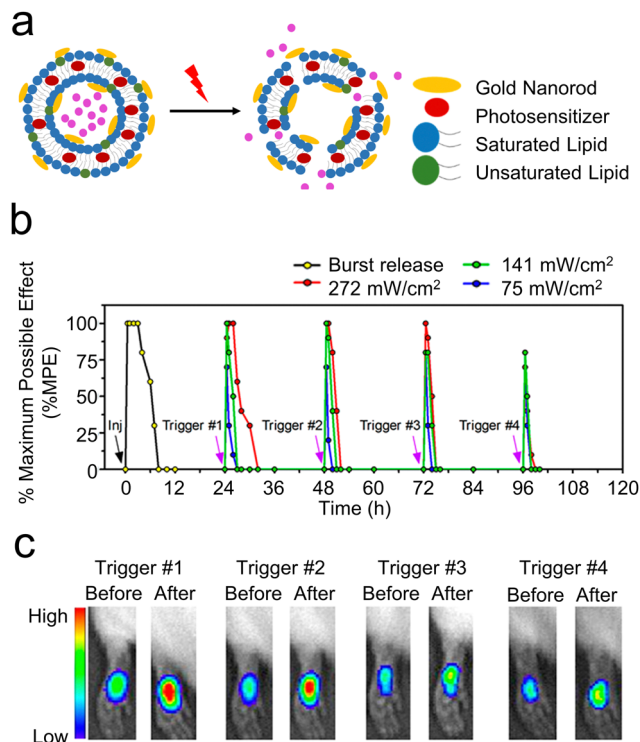 a
Gold Nanorod
Photosensitizer
Saturated Lipid
Unsaturated Lipid
b
Burst release
141 mW/cm²
272 mW/cm²
75 mW/cm²
% Maximum Possible Effect
(%MPE)
100
75
50
25
0
Inj
Trigger #1
Trigger #2
Trigger #3
Trigger #4
0 12 24 36 48 60 72 84 96 108 120
Time (h)
c
Trigger #1 Trigger #2 Trigger #3 Trigger #4
Before After Before After Before After Before After
High
Low